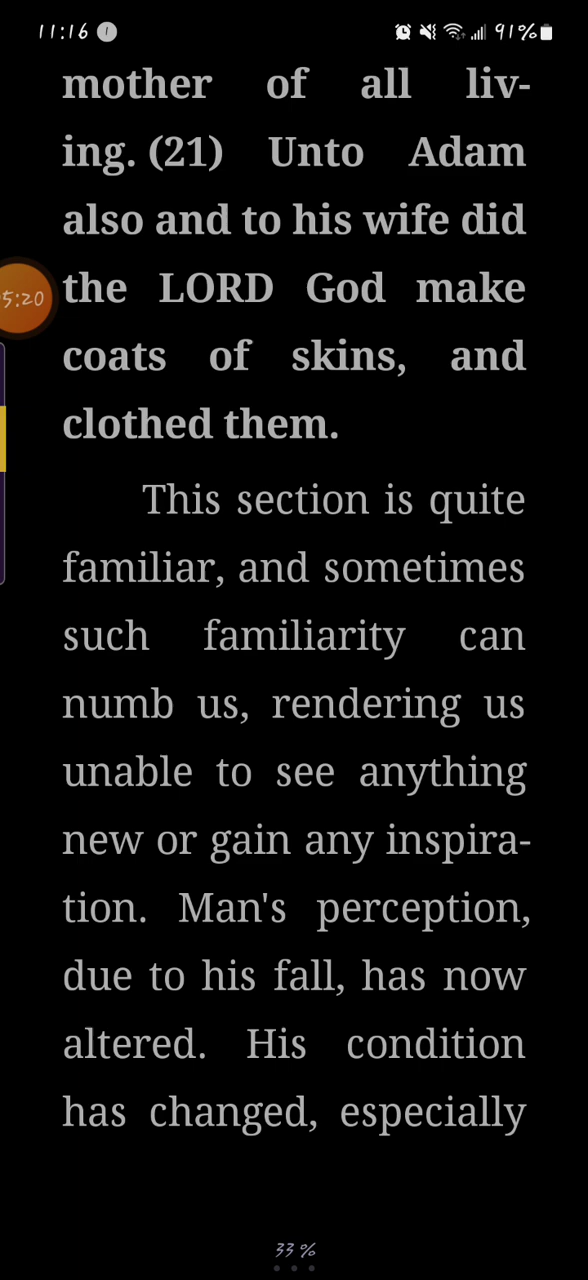 11:16
91%
mother of all liv-
ing. (21) Unto Adam
also and to his wife did
5:20
the LORD God make
coats of skins, and
clothed them.
This section is quite
familiar, and sometimes
such familiarity can
numb us, rendering us
unable to see anything
new or gain any inspira-
tion. Man's perception,
due to his fall, has now
altered. His condition
has changed, especially
33%